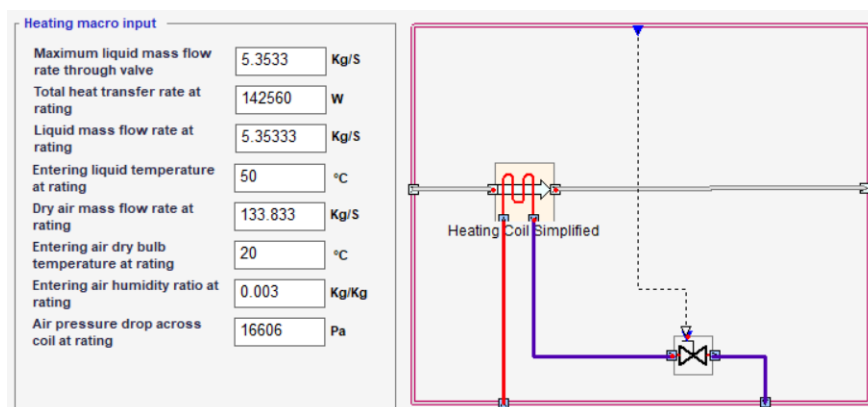 Heating macro input
Maximum liquid mass flow
rate through valve
5.3533 Kg/S
Total heat transfer rate at
rating
142560 W
Liquid mass flow rate at
rating
5.35333 Kg/S
Entering liquid temperature
at rating
50 ºC
Dry air mass flow rate at
rating
133.833 Kg/S
Entering air dry bulb
temperature at rating
20 ºC
Entering air humidity ratio at
rating
0.003 Kg/Kg
Air pressure drop across
coil at rating
16606 Pa
Heating Coil Simplified